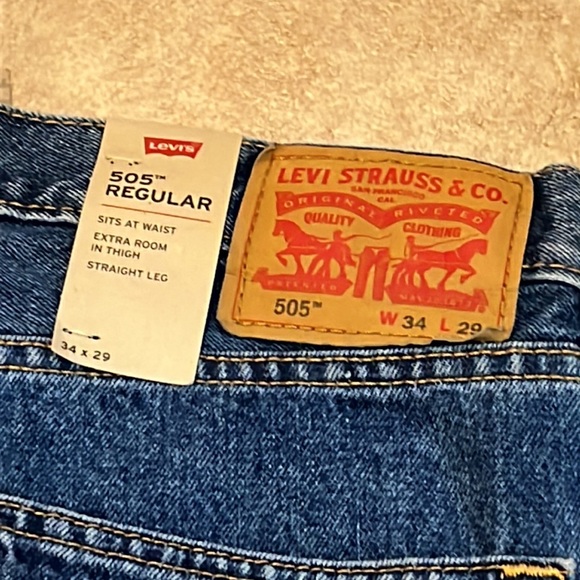 Levi's
505™
REGULAR
SITS AT WAIST
EXTRA ROOM
IN THIGH
STRAIGHT LEG
34 x 29
LEVI STRAUSS & CO.
SAN FRANCISCO
CAL.
ORIGINAL RIVETED
QUALITY CLOTHING
PATENTED
505™ W 34 L 29